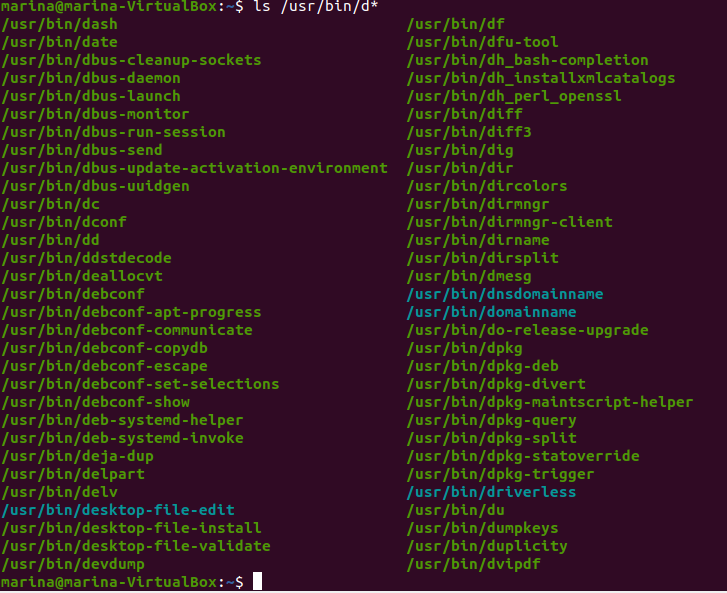 marina@marina-VirtualBox:~$ ls /usr/bin/d*
/usr/bin/dash /usr/bin/df
/usr/bin/date /usr/bin/dfu-tool
/usr/bin/dbus-cleanup-sockets /usr/bin/dh_bash-completion
/usr/bin/dbus-daemon /usr/bin/dh_installxmlcatalogs
/usr/bin/dbus-launch /usr/bin/dh_perl_openssl
/usr/bin/dbus-monitor /usr/bin/diff
/usr/bin/dbus-run-session /usr/bin/diff3
/usr/bin/dbus-send /usr/bin/dig
/usr/bin/dbus-update-activation-environment /usr/bin/dir
/usr/bin/dbus-uuidgen /usr/bin/dircolors
/usr/bin/dc /usr/bin/dirmngr
/usr/bin/dconf /usr/bin/dirmngr-client
/usr/bin/dd /usr/bin/dirname
/usr/bin/ddstdecode /usr/bin/dirsplit
/usr/bin/deallocvt /usr/bin/dmesg
/usr/bin/debconf /usr/bin/dnsdomainname
/usr/bin/debconf-apt-progress /usr/bin/domainname
/usr/bin/debconf-communicate /usr/bin/do-release-upgrade
/usr/bin/debconf-copydb /usr/bin/dpkg
/usr/bin/debconf-escape /usr/bin/dpkg-deb
/usr/bin/debconf-set-selections /usr/bin/dpkg-divert
/usr/bin/debconf-show /usr/bin/dpkg-maintscript-helper
/usr/bin/deb-systemd-helper /usr/bin/dpkg-query
/usr/bin/deb-systemd-invoke /usr/bin/dpkg-split
/usr/bin/deja-dup /usr/bin/dpkg-statoverride
/usr/bin/delpart /usr/bin/dpkg-trigger
/usr/bin/delv /usr/bin/driverless
/usr/bin/desktop-file-edit /usr/bin/du
/usr/bin/desktop-file-install /usr/bin/dumpkeys
/usr/bin/desktop-file-validate /usr/bin/duplicity
/usr/bin/devdump /usr/bin/dvipdf
marina@marina-VirtualBox:~$